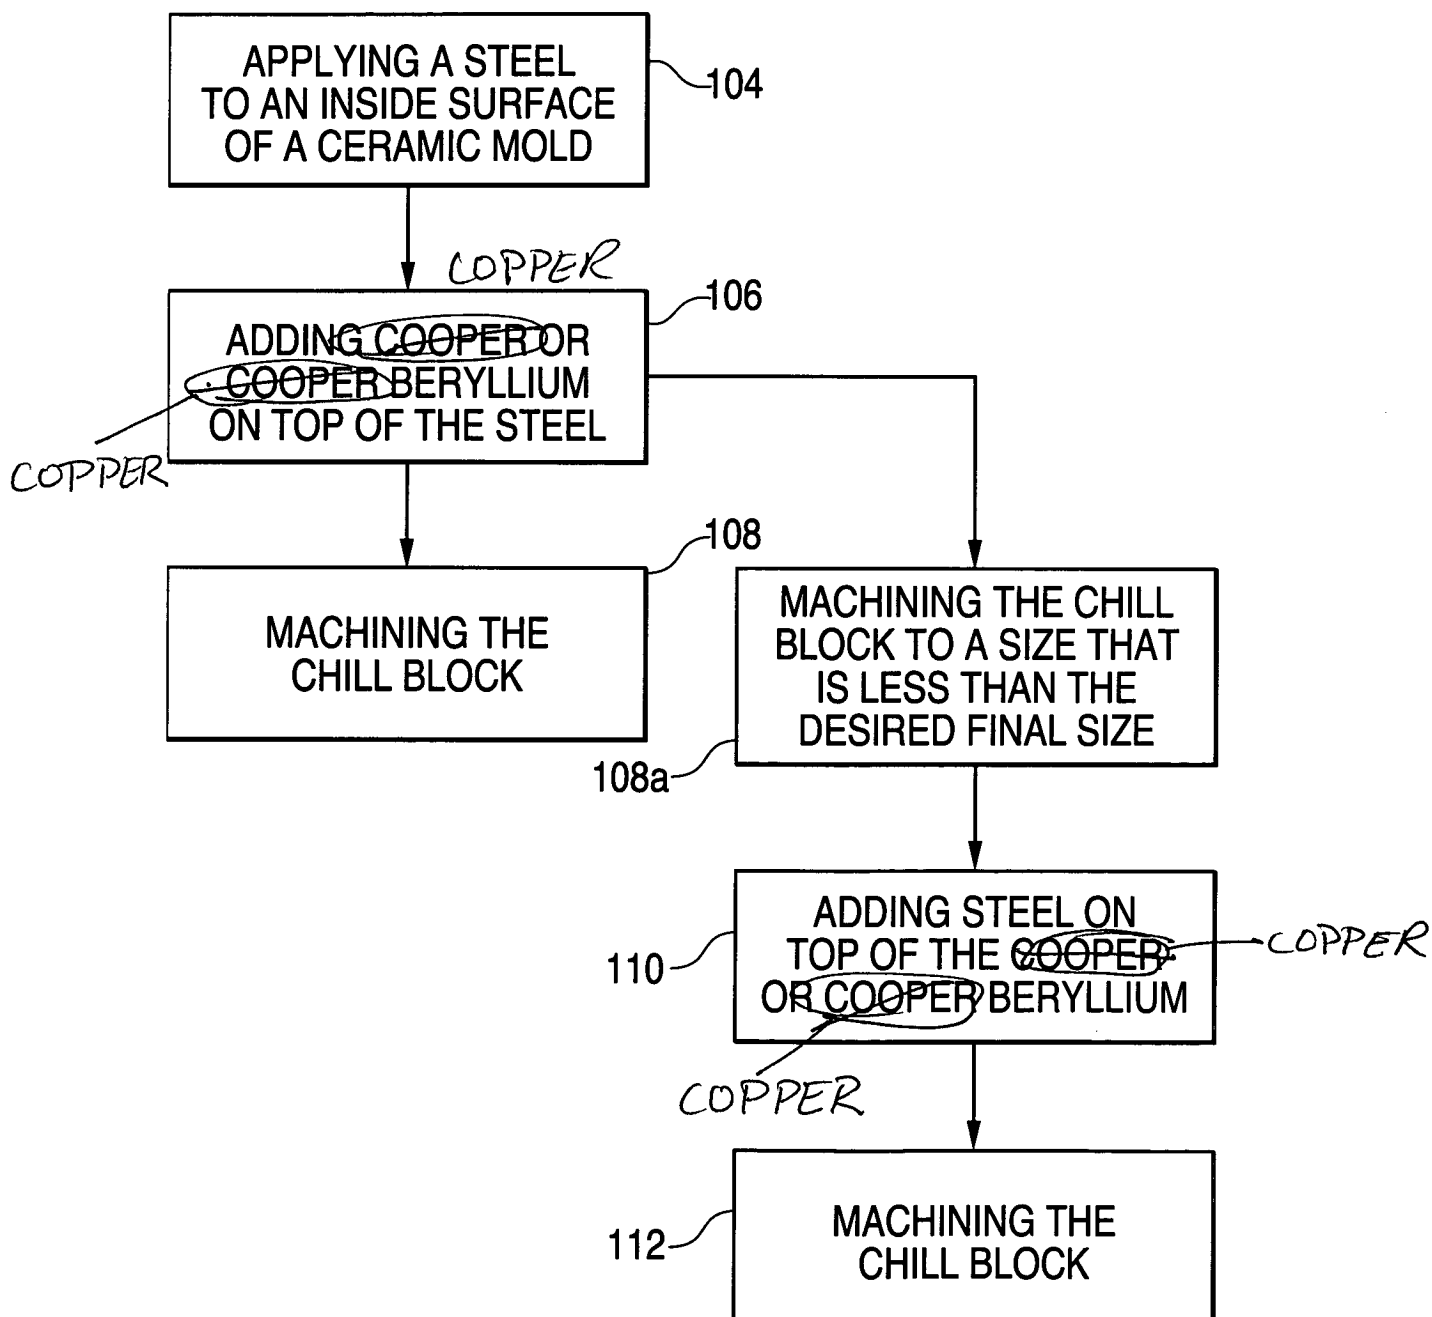 APPLYING A STEEL
TO AN INSIDE SURFACE
OF A CERAMIC MOLD
104
COPPER
106
ADDING COOPER OR
COOPER BERYLLIUM
ON TOP OF THE STEEL
COPPER
108
MACHINING THE
CHILL BLOCK
MACHINING THE CHILL
BLOCK TO A SIZE THAT
IS LESS THAN THE
DESIRED FINAL SIZE
108a
ADDING STEEL ON
TOP OF THE COOPER
OR COOPER BERYLLIUM
110
COPPER
COPPER
MACHINING THE
CHILL BLOCK
112